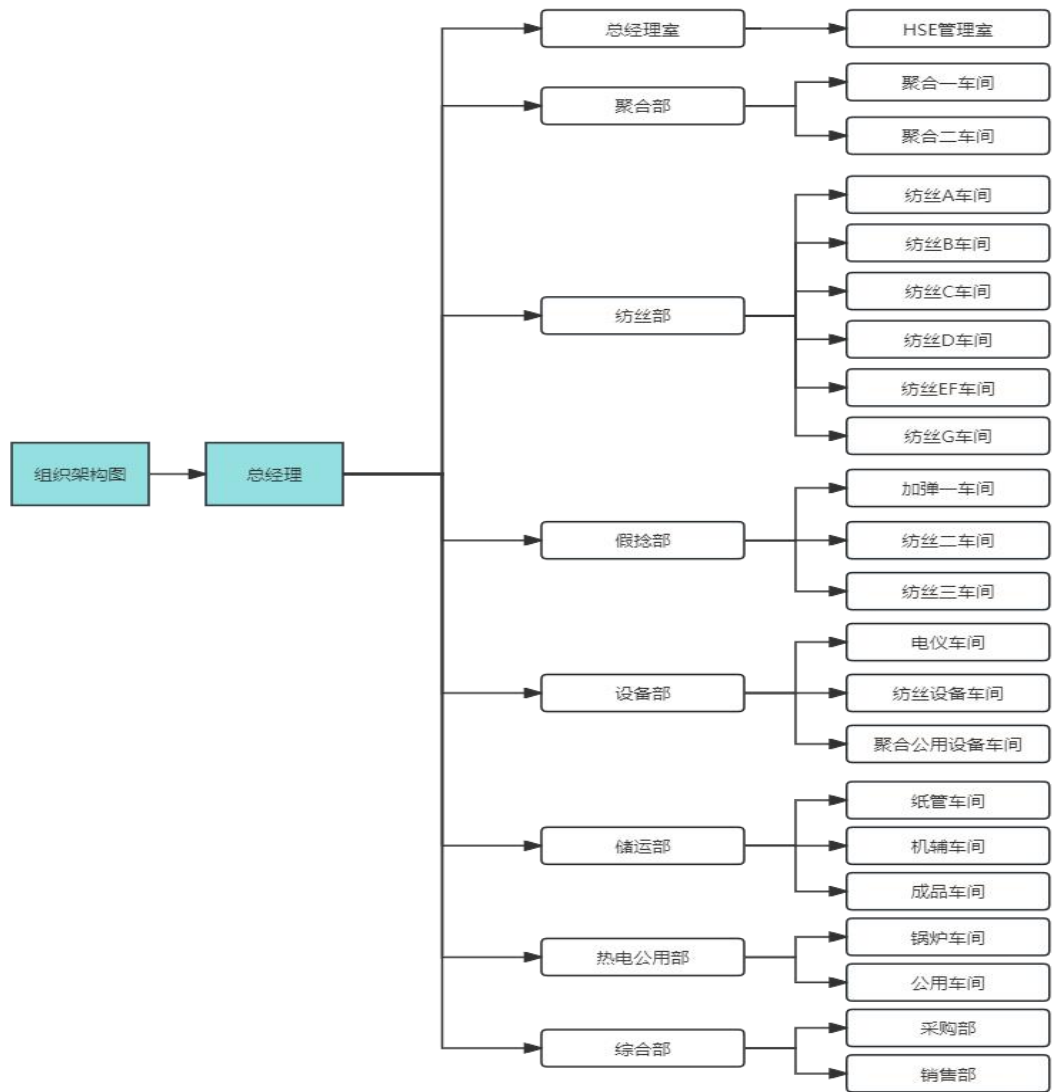 组织架构图
总经理
总经理室
HSE管理室
聚合部
聚合一车间
聚合二车间
纺丝部
纺丝A车间
纺丝B车间
纺丝C车间
纺丝D车间
纺丝EF车间
纺丝G车间
假捻部
加弹一车间
纺丝二车间
纺丝三车间
设备部
电仪车间
纺丝设备车间
聚合公用设备车间
储运部
纸管车间
机辅车间
成品车间
热电公用部
锅炉车间
公用车间
综合部
采购部
销售部